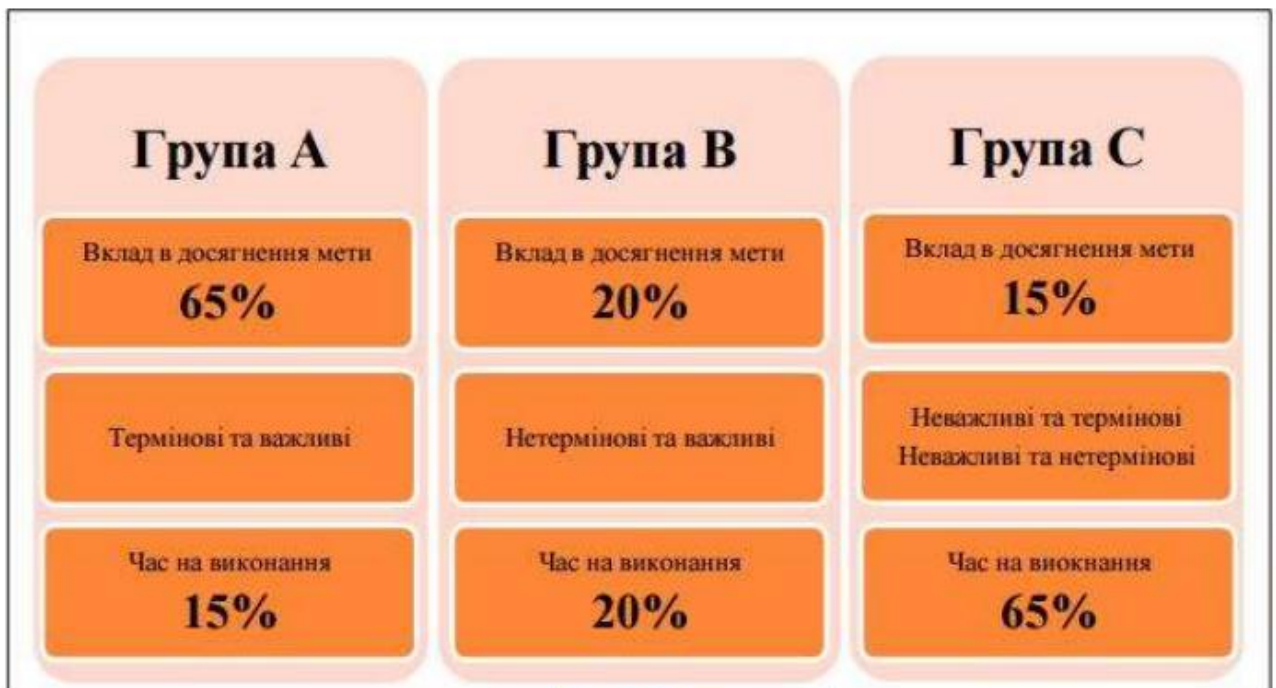 Група А
Вклад в досягнення мети
65%
Термінові та важливі
Час на виконання
15%
Група В
Вклад в досягнення мети
20%
Нетермінові та важливі
Час на виконання
20%
Група С
Вклад в досягнення мети
15%
Неважливі та термінові
Неважливі та нетермінові
Час на виокнання
65%